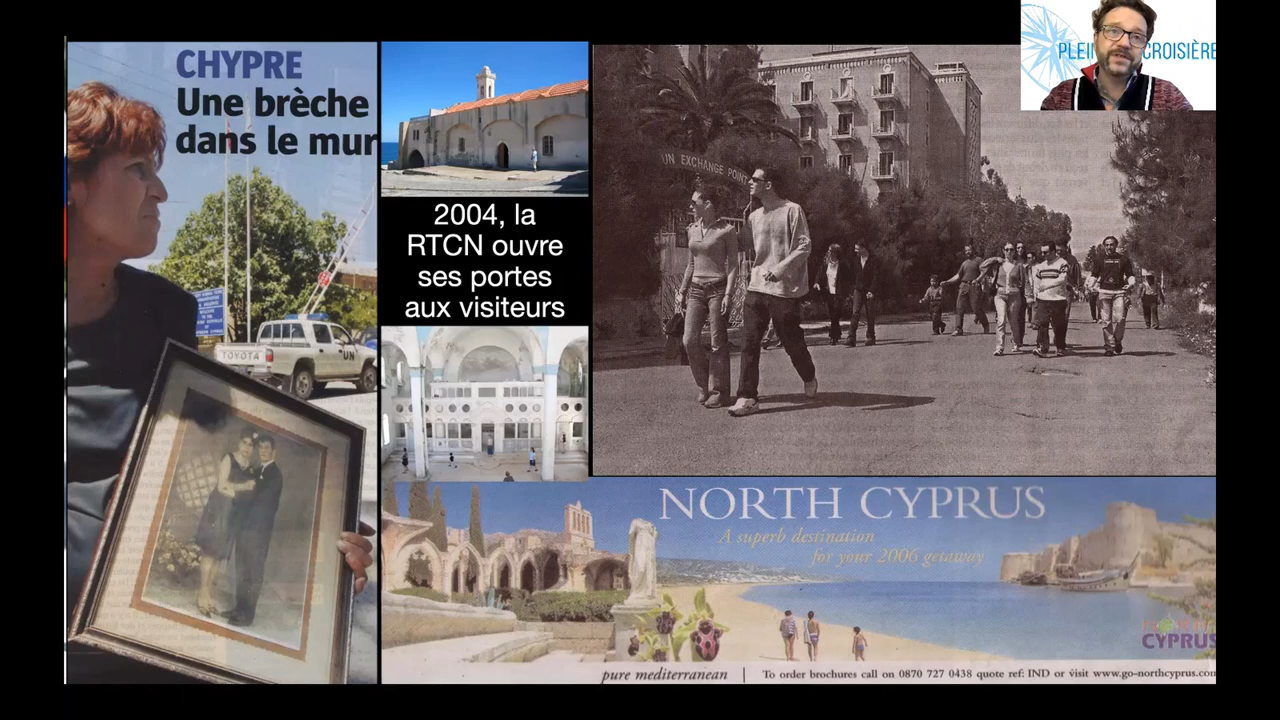 CHYPRE
Une brèche
dans le mur
TOYOTA
UN
2004, la
RTCN ouvre
ses portes
aux visiteurs
UN EXCHANGE POINT
CROISIÈRE
NORTH CYPRUS
A superb destination
for your 2006 getaway
CYPRUS
pure mediterranean
To order brochures call on 0870 727 0438 quote ref: IND or visit www.go-northcyprus.com